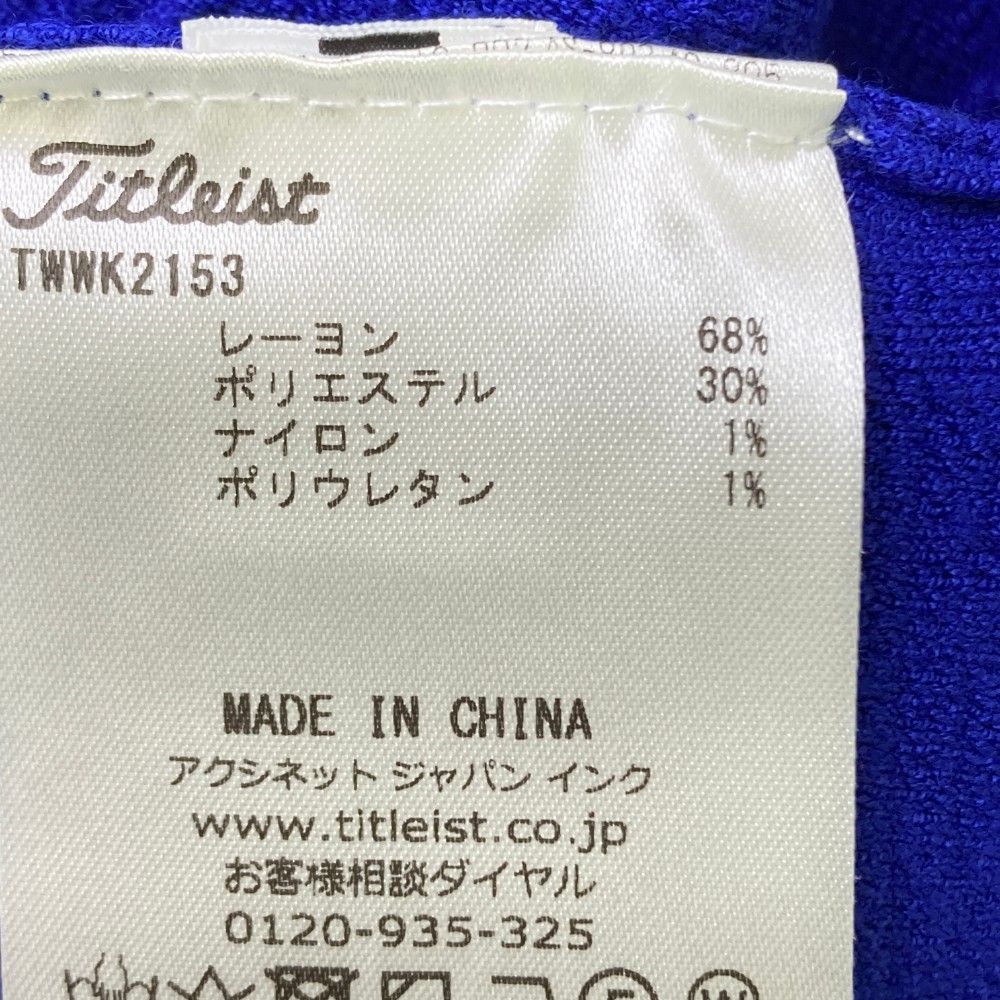 Titleist
TWWK2153
レーヨン 68%
ポリエステル 30%
ナイロン 1%
ポリウレタン 1%
MADE IN CHINA
アクシネット ジャパン インク
www.titleist.co.jp
お客様相談ダイヤル
0120-935-325